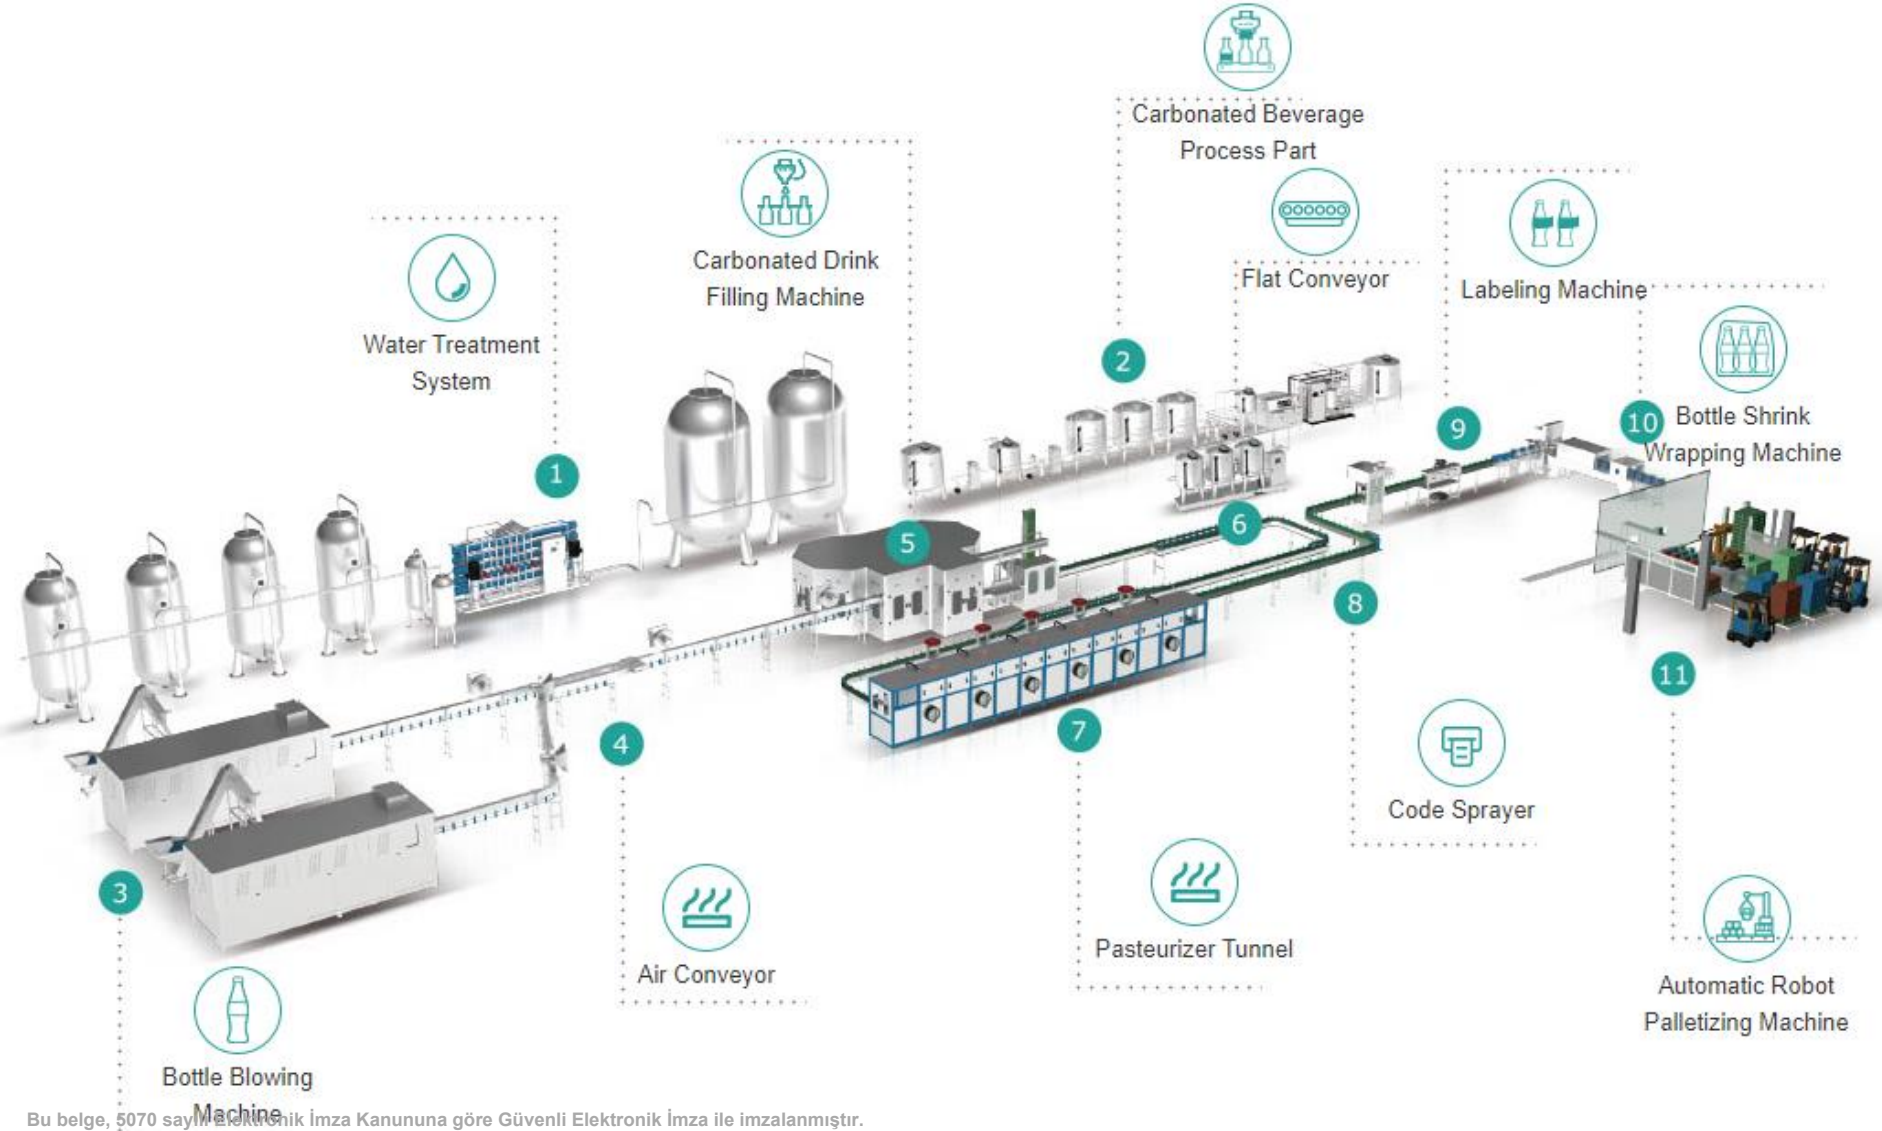 Carbonated Beverage
Process Part
Carbonated Drink
Filling Machine
Flat Conveyor
Labeling Machine
Water Treatment
System
Bottle Shrink
Wrapping Machine
2
10
9
1
6
5
8
11
7
4
3
Code Sprayer
Pasteurizer Tunnel
Air Conveyor
Automatic Robot
Palletizing Machine
Bottle Blowing
Machine
Bu belge, 5070 sayılı Elektronik İmza Kanununa göre Güvenli Elektronik İmza ile imzalanmıştır.